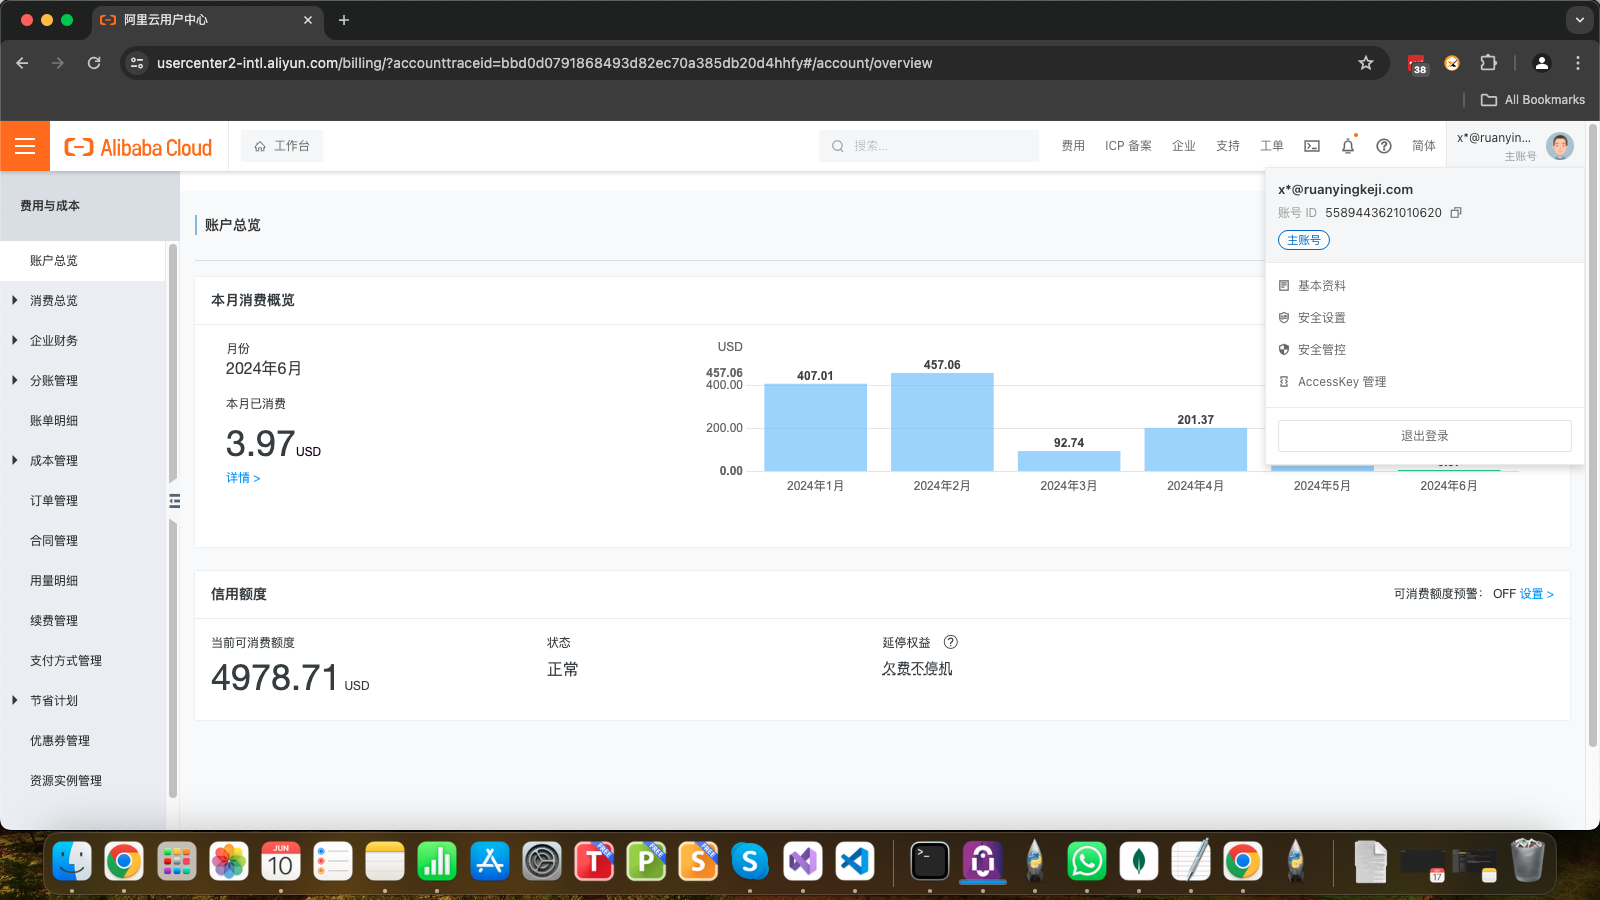 阿里云用户中心
usercenter2-intl.aliyun.com/billing/?accounttraceid=bbd0d0791868493d82ec70a385db20d4hhfy#/account/overview
38
All Bookmarks
Alibaba Cloud
工作台
搜索...
费用
ICP 备案
企业
支持
工单
简体
x*@ruanyin...
主账号
x*@ruanyingkeji.com
账号 ID 5589443621010620
主账号
基本资料
安全设置
安全管控
AccessKey 管理
退出登录
费用与成本
账户总览
消费总览
企业财务
分账管理
账单明细
成本管理
订单管理
合同管理
用量明细
续费管理
支付方式管理
节省计划
优惠券管理
资源实例管理
账户总览
本月消费概览
月份
2024年6月
本月已消费
3.97 USD
详情 >
USD
457.06
400.00
200.00
0.00
407.01
457.06
92.74
201.37
2024年1月
2024年2月
2024年3月
2024年4月
2024年5月
2024年6月
信用额度
可消费额度预警： OFF 设置 >
当前可消费额度
4978.71 USD
状态
正常
延停权益
欠费不停机
JUN
10
T
FREE
P
FREE
S
FREE
S
>_
17